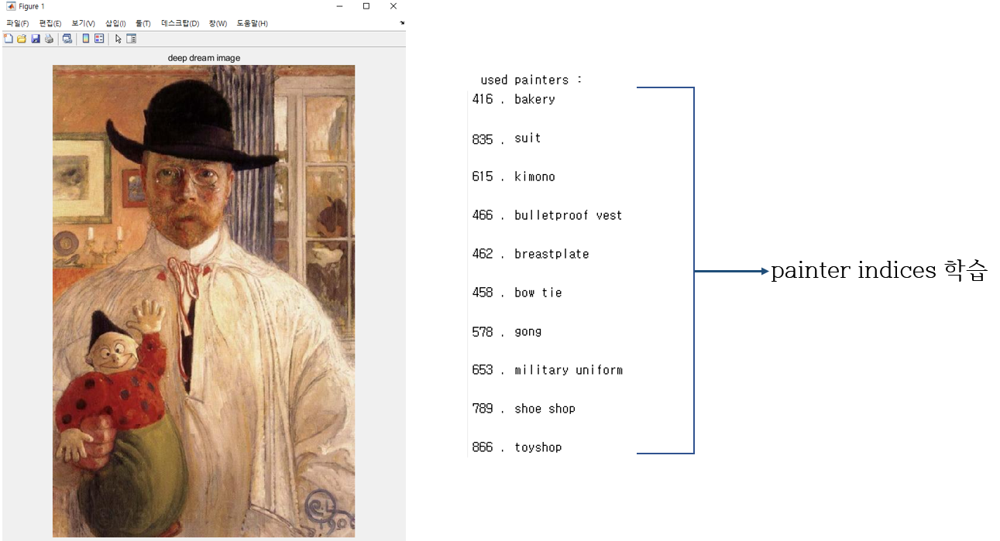 Figure 1
파일(F) 편집(E) 보기(V) 삽입(I) 툴(T) 데스크탑(D) 창(W) 도움말(H)
deep dream image
C.L.
1906
used painters :
416 . bakery
835 . suit
615 . kimono
466 . bulletproof vest
462 . breastplate
458 . bow tie
578 . gong
653 . military uniform
789 . shoe shop
866 . toyshop
painter indices 학습